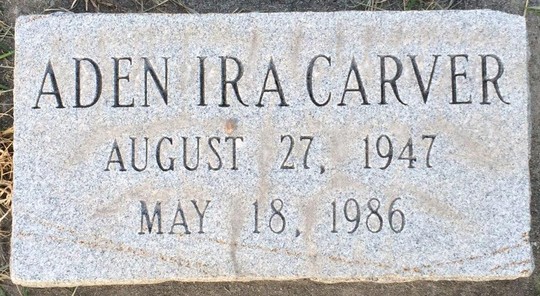 ADEN IRA CARVER
AUGUST 27, 1947
MAY 18, 1986